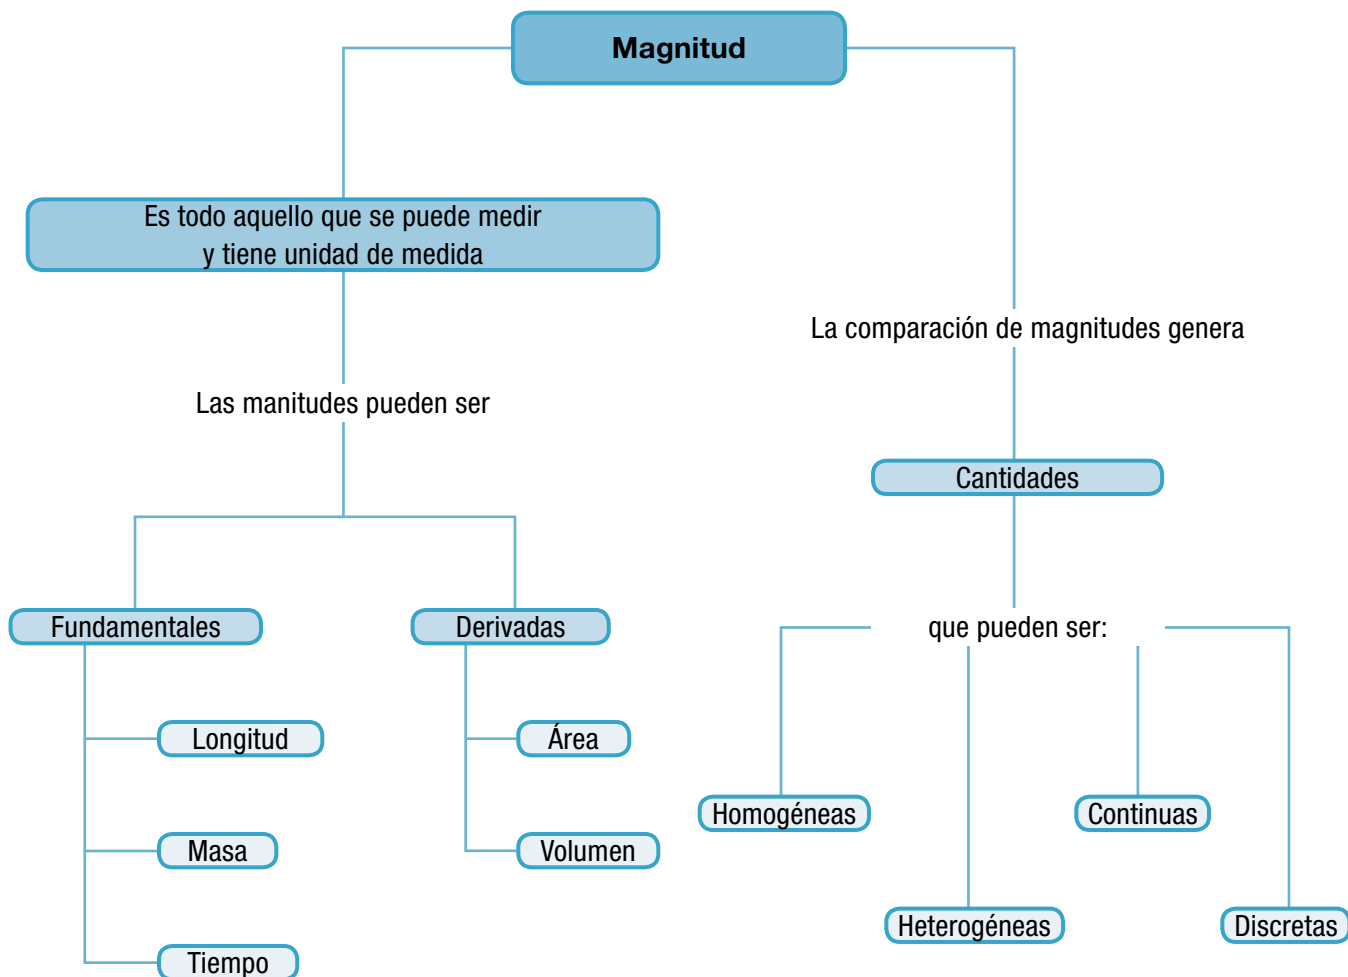 Magnitud
Es todo aquello que se puede medir
y tiene unidad de medida
La comparación de magnitudes genera
Las manitudes pueden ser
Cantidades
Fundamentales
Derivadas
que pueden ser:
Longitud
Área
Homogéneas
Continuas
Masa
Volumen
Heterogéneas
Discretas
Tiempo